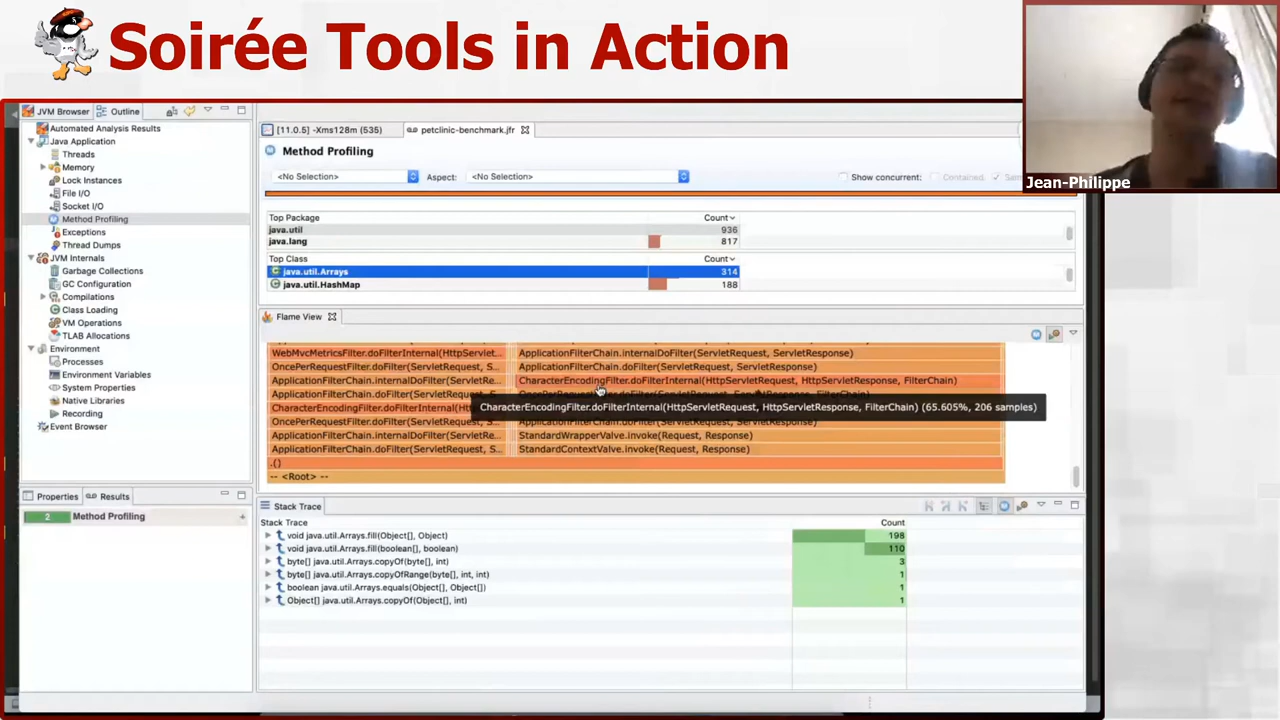 Soirée Tools in Action
Jean-Philippe
JVM Browser
Outline
Automated Analysis Results
Java Application
Threads
Memory
Lock Instances
File I/O
Socket I/O
Method Profiling
Exceptions
Thread Dumps
JVM Internals
Garbage Collections
GC Configuration
Compilations
Class Loading
VM Operations
TLAB Allocations
Environment
Processes
Environment Variables
System Properties
Native Libraries
Recording
Event Browser
Properties
Results
2 Method Profiling
[11.0.5] -Xms128m (535)
petclinic-benchmark.jfr
Method Profiling
<No Selection>
Aspect:
<No Selection>
Show concurrent:
Contained,
Top Package Count
java.util 936
java.lang 817
Top Class Count
java.util.Arrays 314
java.util.HashMap 188
Flame View
WebMvcMetricsFilter.doFilterInternal(HttpServlet... ApplicationFilterChain.internalDoFilter(ServletRequest, ServletResponse)
OncePerRequestFilter.doFilter(ServletRequest, S... ApplicationFilterChain.doFilter(ServletRequest, ServletResponse)
ApplicationFilterChain.internalDoFilter(ServletRe... CharacterEncodingFilter.doFilterInternal(HttpServletRequest, HttpServletResponse, FilterChain)
ApplicationFilterChain.doFilter(ServletRequest, S...
CharacterEncodingFilter.doFilterInternal(Htt
CharacterEncodingFilter.doFilterInternal(HttpServletRequest, HttpServletResponse, FilterChain) (65.605%, 206 samples)
OncePerRequestFilter.doFilter(ServletRequest, S... ApplicationFilterChain.doFilter(ServletRequest, ServletResponse)
ApplicationFilterChain.internalDoFilter(ServletRe... StandardWrapperValve.invoke(Request, Response)
ApplicationFilterChain.doFilter(ServletRequest, S... StandardContextValve.invoke(Request, Response)
.()
-- <Root> --
Stack Trace
Stack Trace Count
void java.util.Arrays.fill(Object[], Object) 198
void java.util.Arrays.fill(boolean[], boolean) 110
byte[] java.util.Arrays.copyOf(byte[], int) 3
byte[] java.util.Arrays.copyOfRange(byte[], int, int) 1
boolean java.util.Arrays.equals(Object[], Object[]) 1
Object[] java.util.Arrays.copyOf(Object[], int) 1